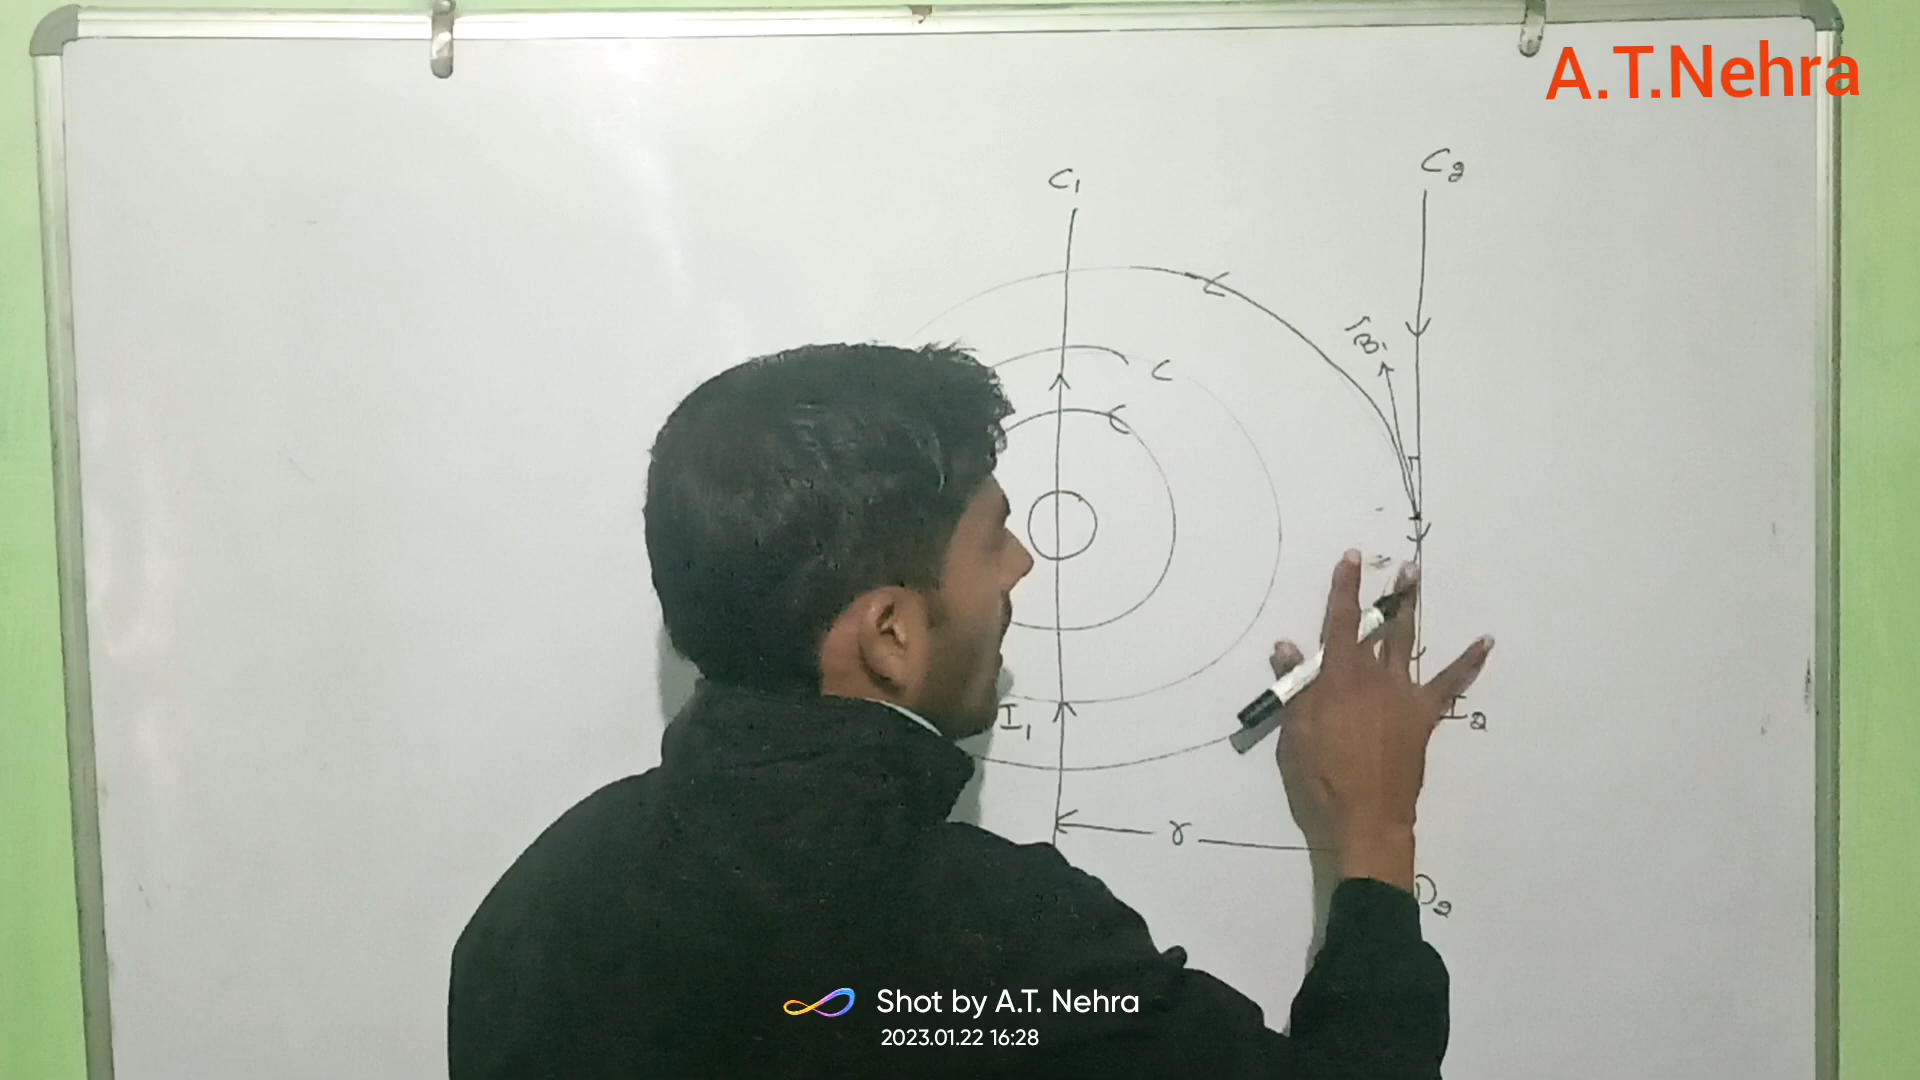 A.T.Nehra
C₂
C₁
B₁
I₁
I₂
r
D₂
Shot by A.T. Nehra
2023.01.22 16:28